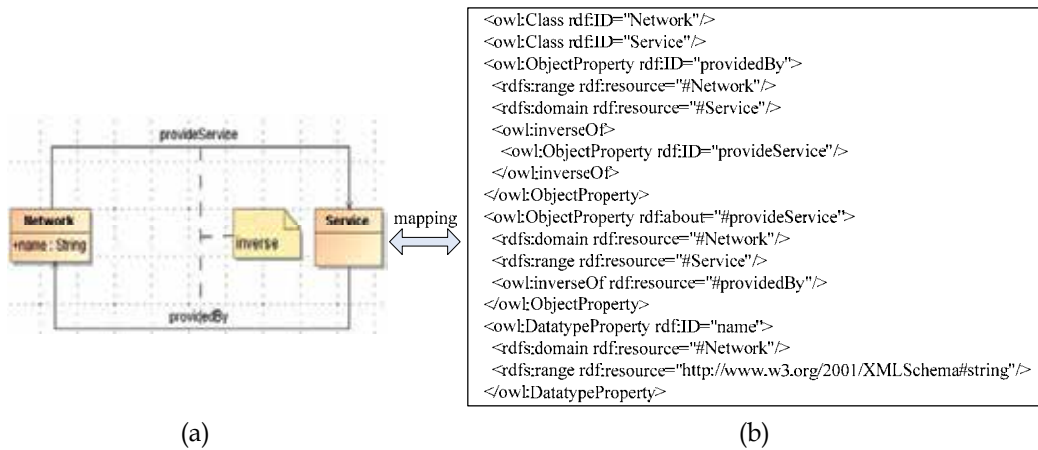 provideService
Network
+name : String
inverse
Service
providedBy
mapping
<owl:Class rdf:ID="Network"/>
<owl:Class rdf:ID="Service"/>
<owl:ObjectProperty rdf:ID="providedBy">
<rdfs:range rdf:resource="#Network"/>
<rdfs:domain rdf:resource="#Service"/>
<owl:inverseOf>
<owl:ObjectProperty rdf:ID="provideService"/>
</owl:inverseOf>
</owl:ObjectProperty>
<owl:ObjectProperty rdf:about="#provideService">
<rdfs:domain rdf:resource="#Network"/>
<rdfs:range rdf:resource="#Service"/>
<owl:inverseOf rdf:resource="#providedBy"/>
</owl:ObjectProperty>
<owl:DatatypeProperty rdf:ID="name">
<rdfs:domain rdf:resource="#Network"/>
<rdfs:range rdf:resource="http://www.w3.org/2001/XMLSchema#string"/>
</owl:DatatypeProperty>
(a)
(b)